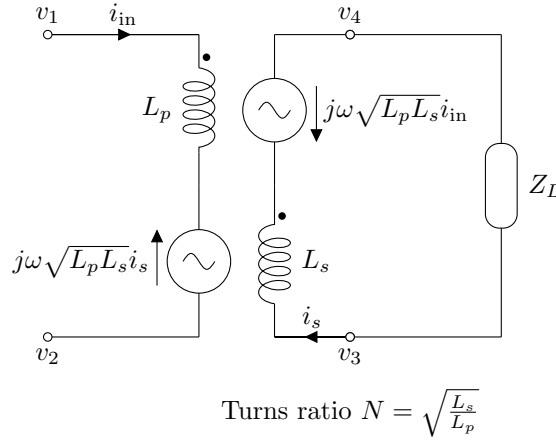 v₁ i_in v₄
L_p jω√(L_pL_s)i_in
Z_L
jω√(L_pL_s)i_s L_s
i_s
v₂ v₃
Turns ratio N = √(L_s/L_p)